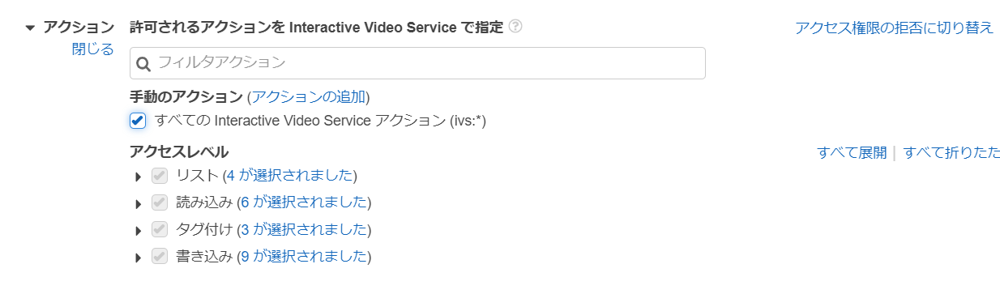 アクション 許可されるアクションを Interactive Video Service で指定 アクセス権限の拒否に切り替え
閉じる
フィルタアクション
手動のアクション (アクションの追加)
すべての Interactive Video Service アクション (ivs:*)
アクセスレベル すべて展開 | すべて折りたた
リスト (4 が選択されました)
読み込み (6 が選択されました)
タグ付け (3 が選択されました)
書き込み (9 が選択されました)